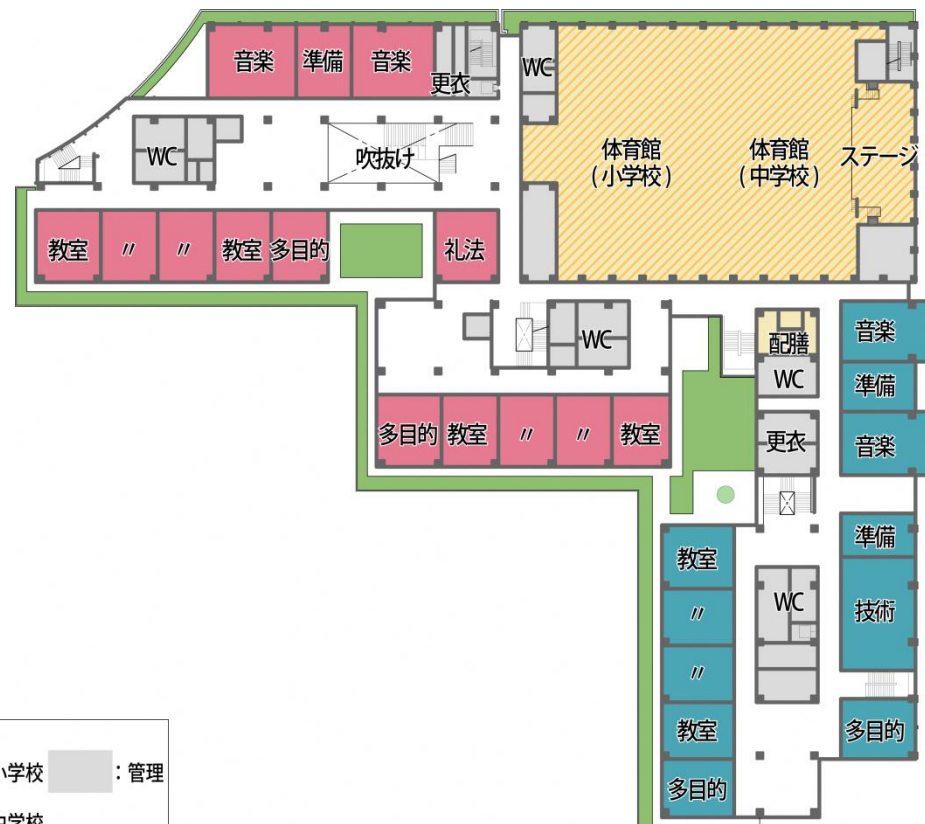 音楽
準備
音楽
更衣
WC
WC
吹抜け
体育館
(小学校)
体育館
(中学校)
ステージ
教室
〃
〃
教室
多目的
礼法
WC
配膳
WC
音楽
準備
音楽
多目的
教室
〃
〃
教室
更衣
準備
教室
〃
〃
教室
多目的
WC
技術
多目的
小学校
：管理
中学校